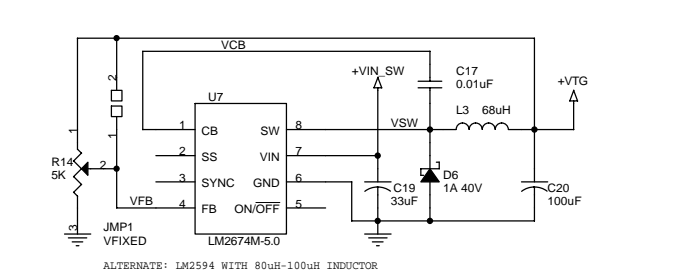 VCB
+VIN_SW
C17
0.01uF
+VTG
2
U7
L3 68uH
1
1 CB SW 8 VSW
R14
5K
2
2 SS VIN 7
3 SYNC GND 6
C19
33uF
D6
1A 40V
C20
100uF
3
VFB 4 FB ON/OFF 5
JMP1
VFIXED
LM2674M-5.0
1
ALTERNATE: LM2594 WITH 80uH-100uH INDUCTOR